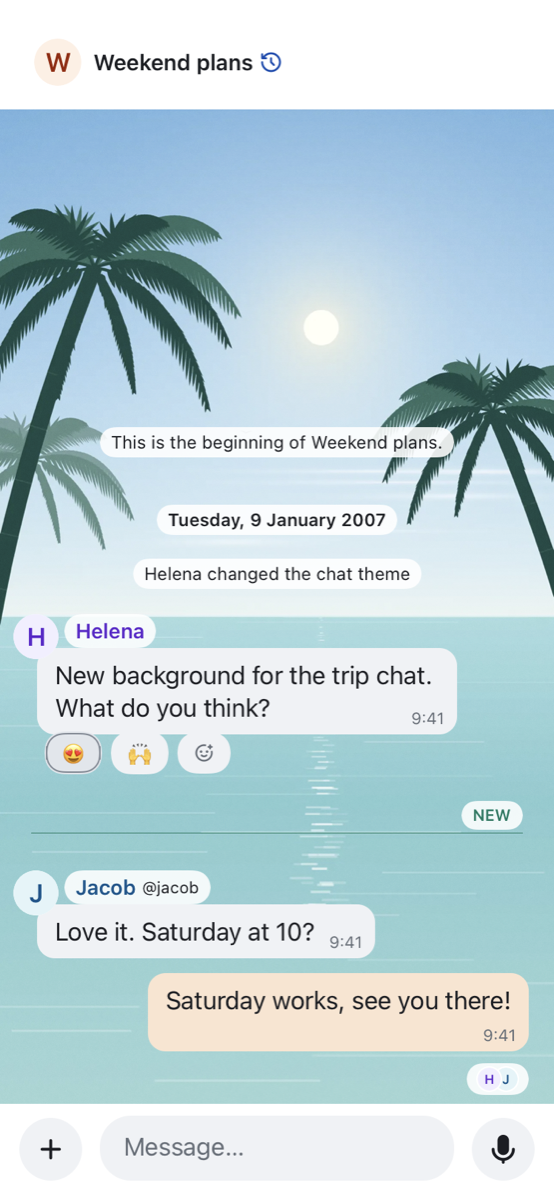 W
Weekend plans
This is the beginning of Weekend plans.
Tuesday, 9 January 2007
Helena changed the chat theme
H
Helena
New background for the trip chat.
What do you think?
9:41
NEW
J
Jacob @jacob
Love it. Saturday at 10?
9:41
Saturday works, see you there!
9:41
H J
Message...